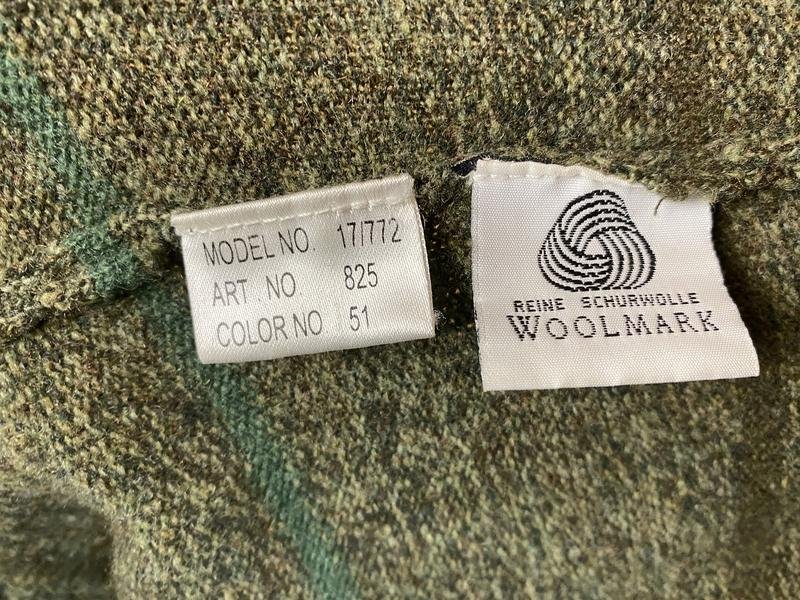 MODEL NO. 17/772
ART . NO. 825
COLOR NO. 51
REINE SCHURWOLLE
WOOLMARK